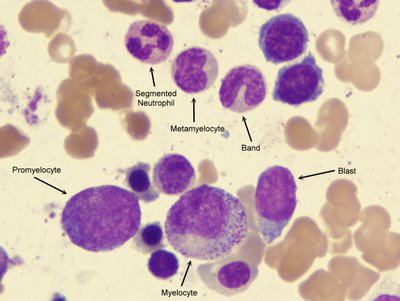 Segmented
Neutrophil
Metamyelocyte
Band
Promyelocyte
Blast
Myelocyte